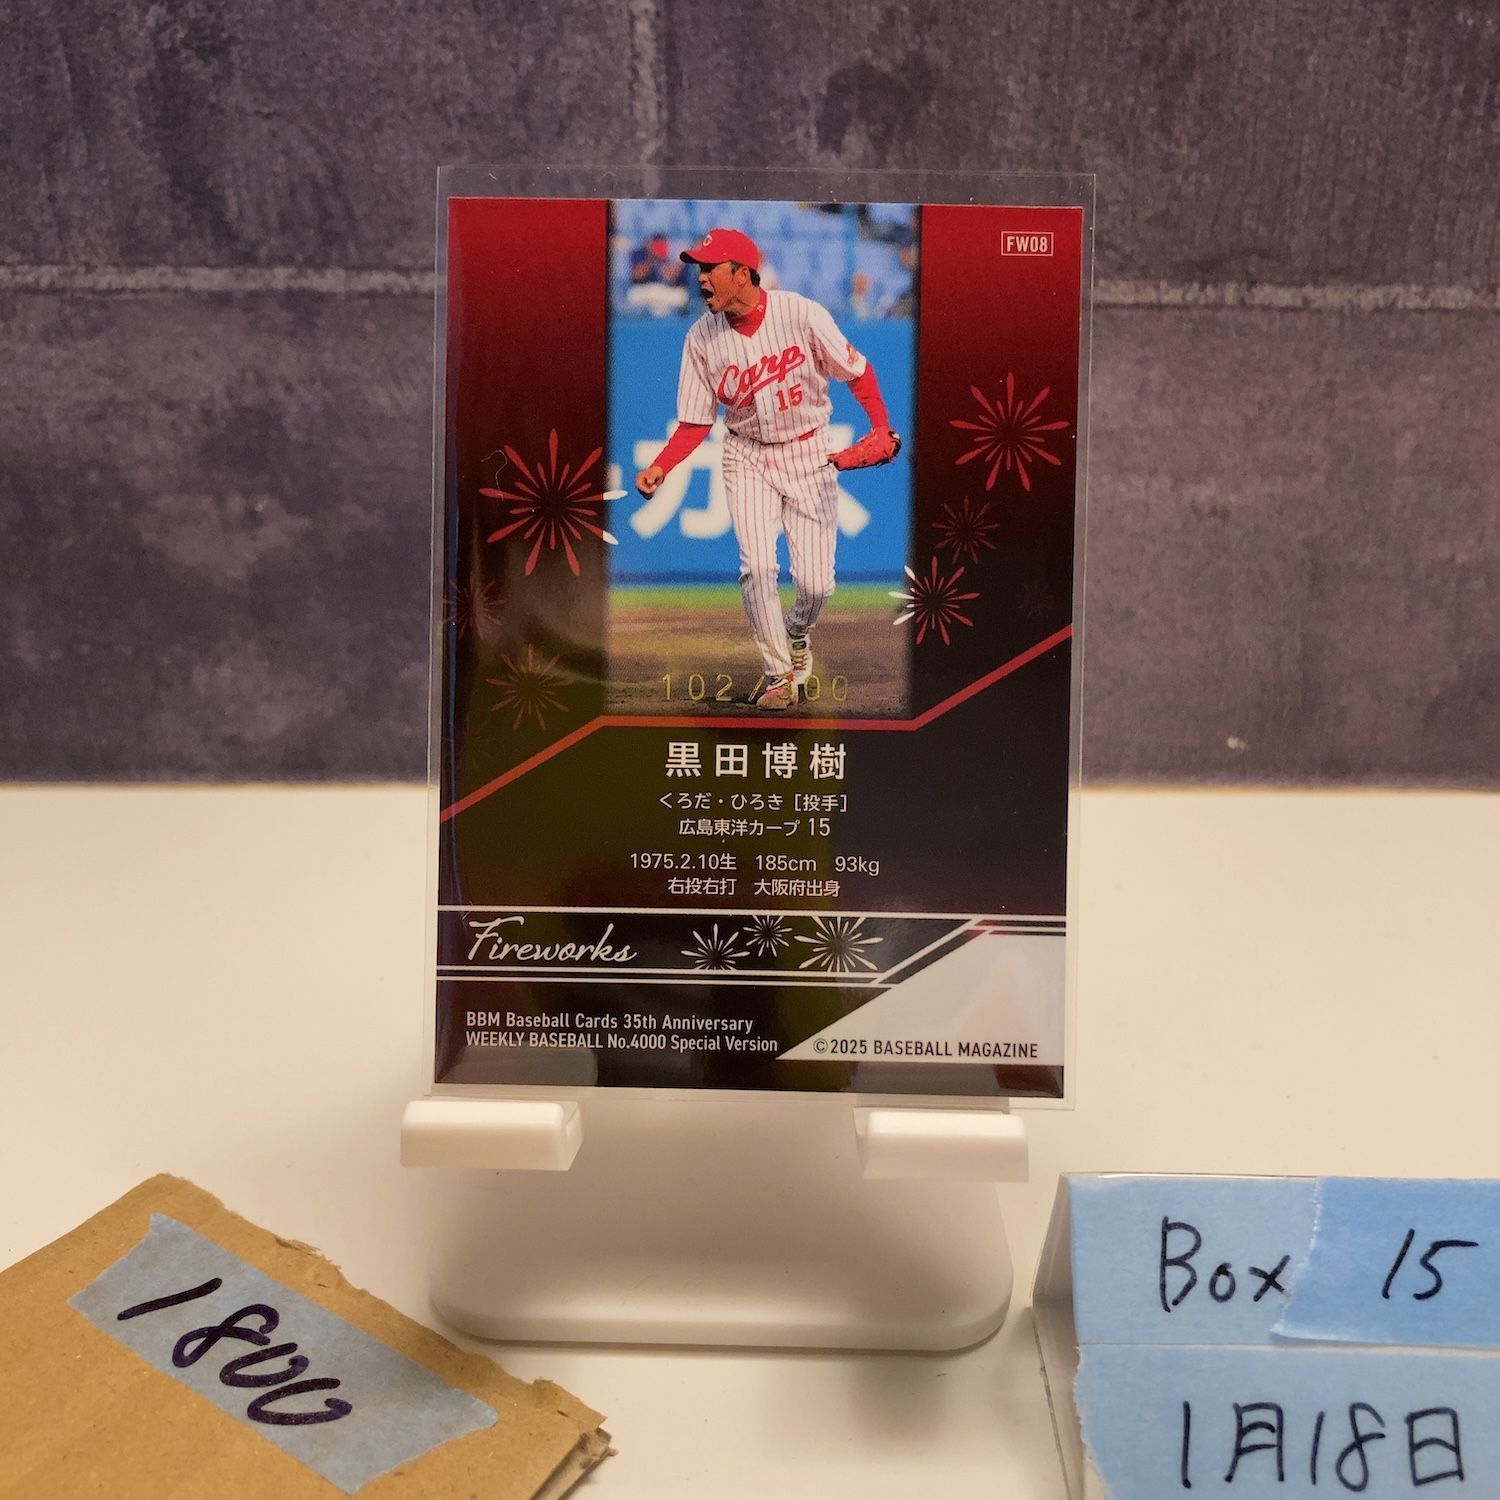 FW08
Carp
15
102/300
黒田博樹
くろだ・ひろき［投手］
広島東洋カープ 15
1975.2.10生 185cm 93kg
右投右打 大阪府出身
Fireworks
BBM Baseball Cards 35th Anniversary
WEEKLY BASEBALL No.4000 Special Version
©2025 BASEBALL MAGAZINE
1800
Box 15
1月18日